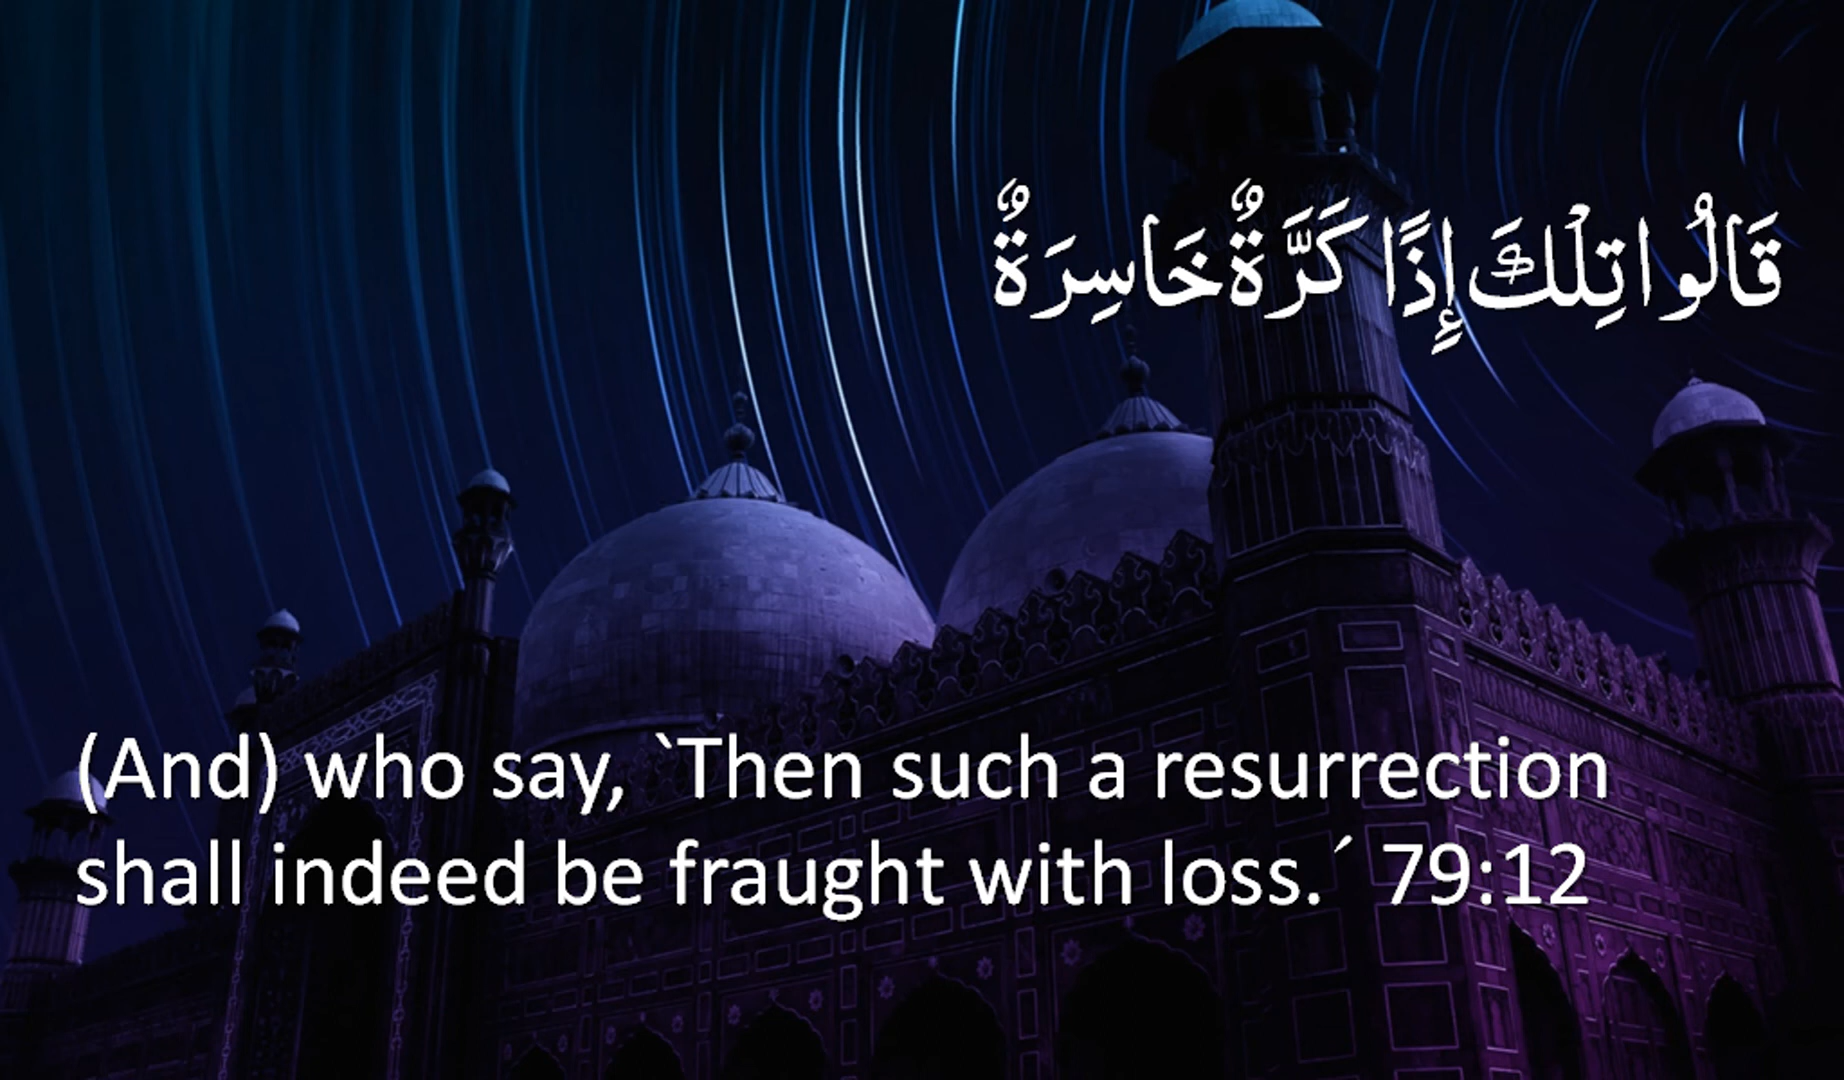 قَالُوا تِلْكَ إِذًا كَرَّةٌ خَاسِرَةٌ
(And) who say, `Then such a resurrection
shall indeed be fraught with loss.´ 79:12